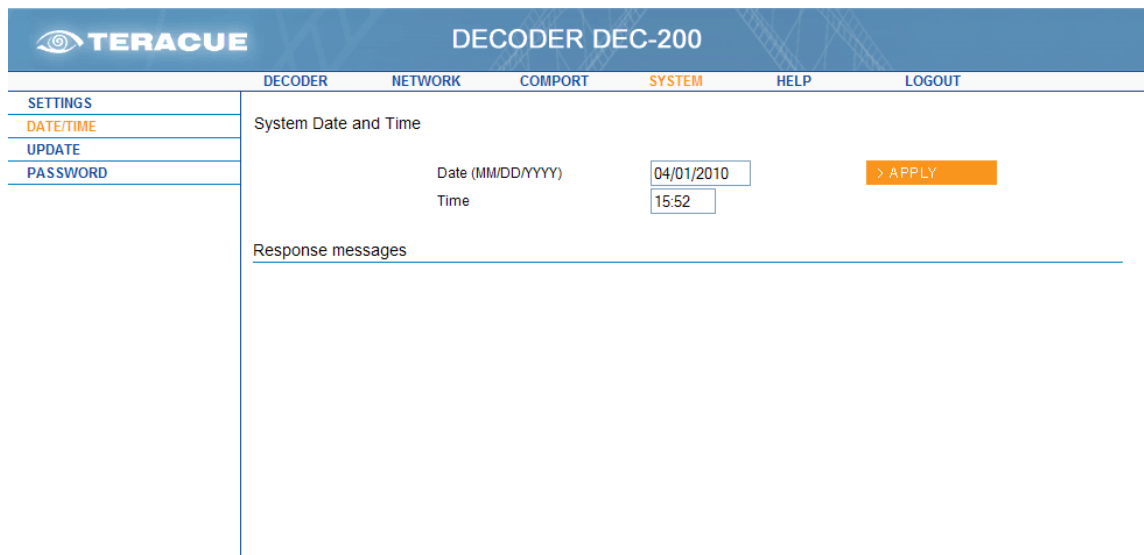 TERACUE
DECODER DEC-200
DECODER NETWORK COMPORT SYSTEM HELP LOGOUT
SETTINGS
DATE/TIME
UPDATE
PASSWORD
System Date and Time
Date (MM/DD/YYYY) 04/01/2010 > APPLY
Time 15:52
Response messages